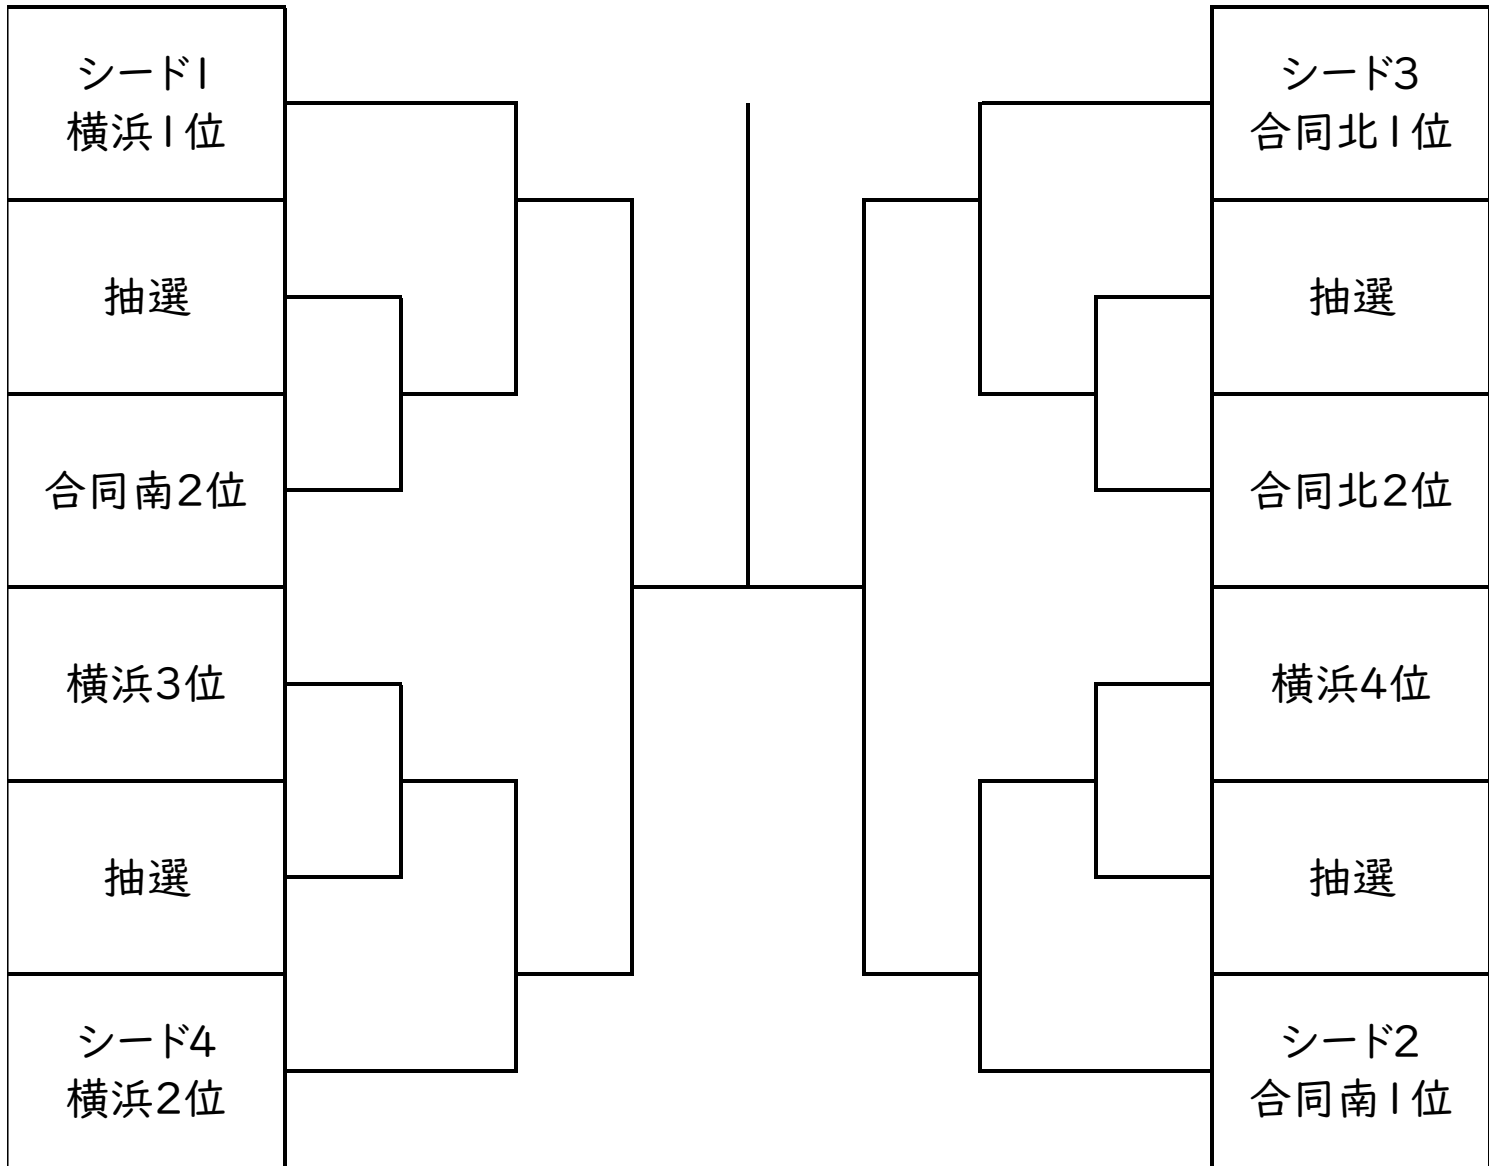 シード1
横浜1位
抽選
合同南2位
横浜3位
抽選
シード4
横浜2位
シード3
合同北1位
抽選
合同北2位
横浜4位
抽選
シード2
合同南1位